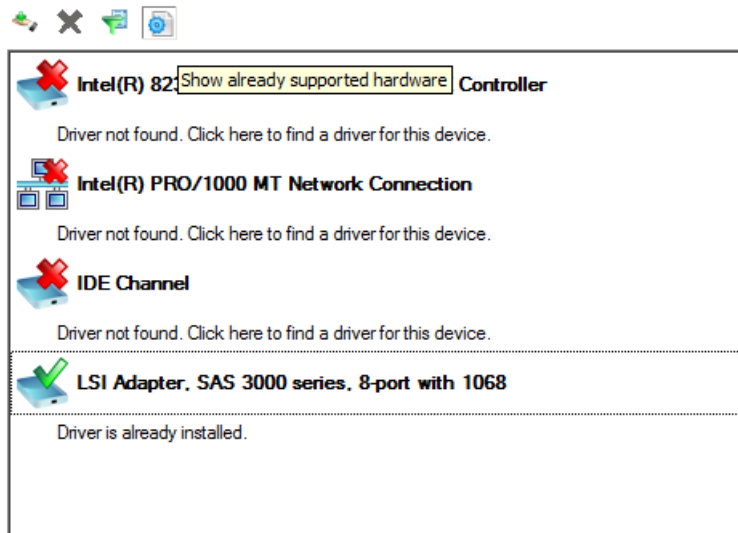 Intel(R) 82 Show already supported hardware Controller
Driver not found. Click here to find a driver for this device.
Intel(R) PRO/1000 MT Network Connection
Driver not found. Click here to find a driver for this device.
IDE Channel
Driver not found. Click here to find a driver for this device.
LSI Adapter, SAS 3000 series, 8-port with 1068
Driver is already installed.